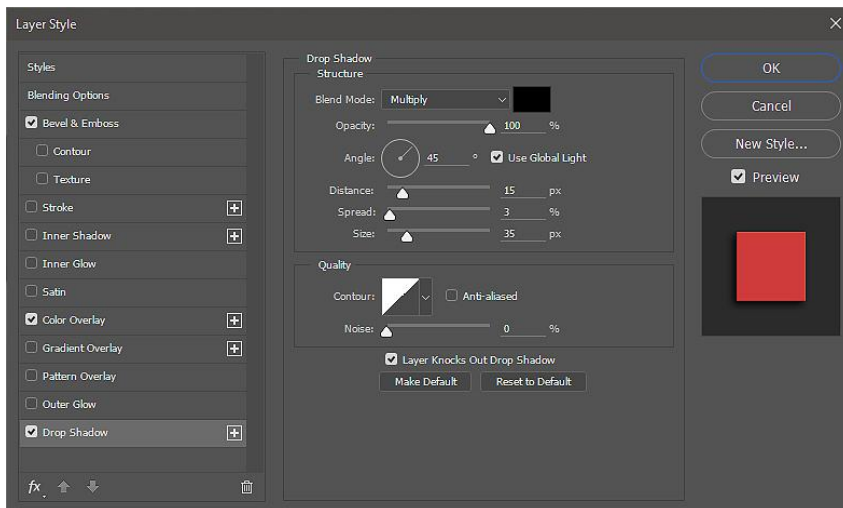 Layer Style
Styles
Blending Options
Bevel & Emboss
Contour
Texture
Stroke
Inner Shadow
Inner Glow
Satin
Color Overlay
Gradient Overlay
Pattern Overlay
Outer Glow
Drop Shadow
fx
Drop Shadow
Structure
Blend Mode: Multiply
Opacity: 100 %
Angle: 45 ° Use Global Light
Distance: 15 px
Spread: 3 %
Size: 35 px
Quality
Contour: Anti-aliased
Noise: 0 %
Layer Knocks Out Drop Shadow
Make Default Reset to Default
OK
Cancel
New Style...
Preview